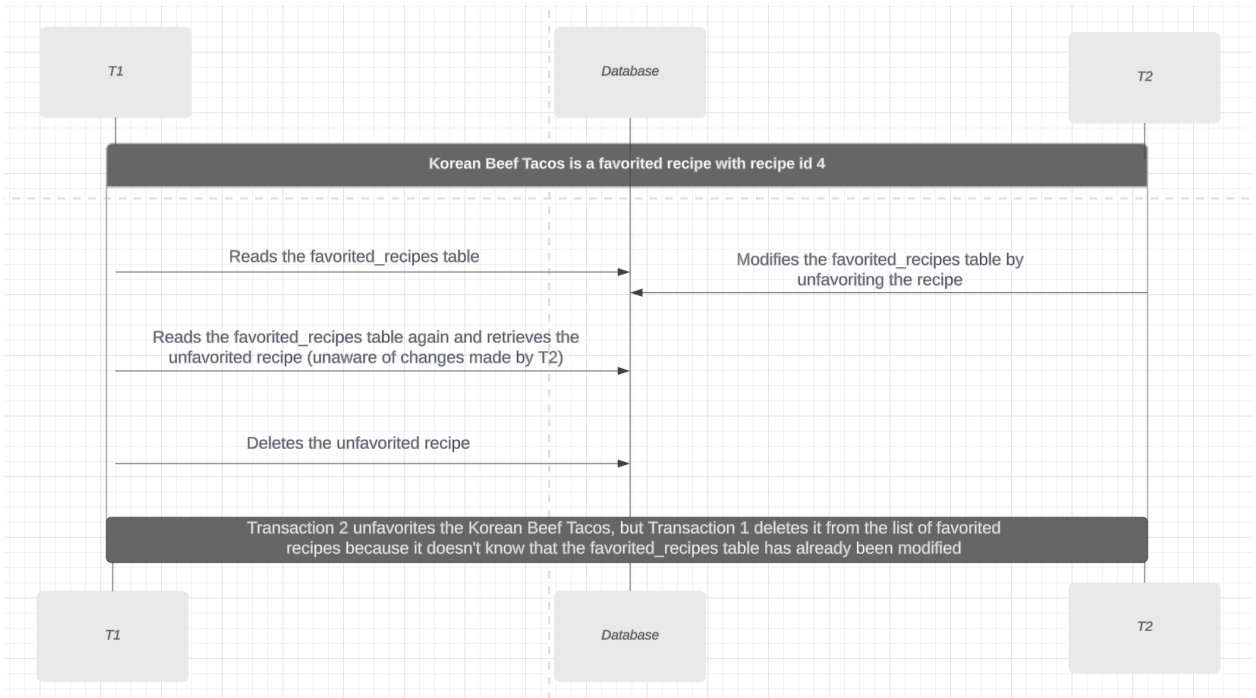 T1
Database
T2
Korean Beef Tacos is a favorited recipe with recipe id 4
Reads the favorited_recipes table
Modifies the favorited_recipes table by
unfavoriting the recipe
Reads the favorited_recipes table again and retrieves the
unfavorited recipe (unaware of changes made by T2)
Deletes the unfavorited recipe
Transaction 2 unfavorites the Korean Beef Tacos, but Transaction 1 deletes it from the list of favorited
recipes because it doesn't know that the favorited_recipes table has already been modified
T1
Database
T2